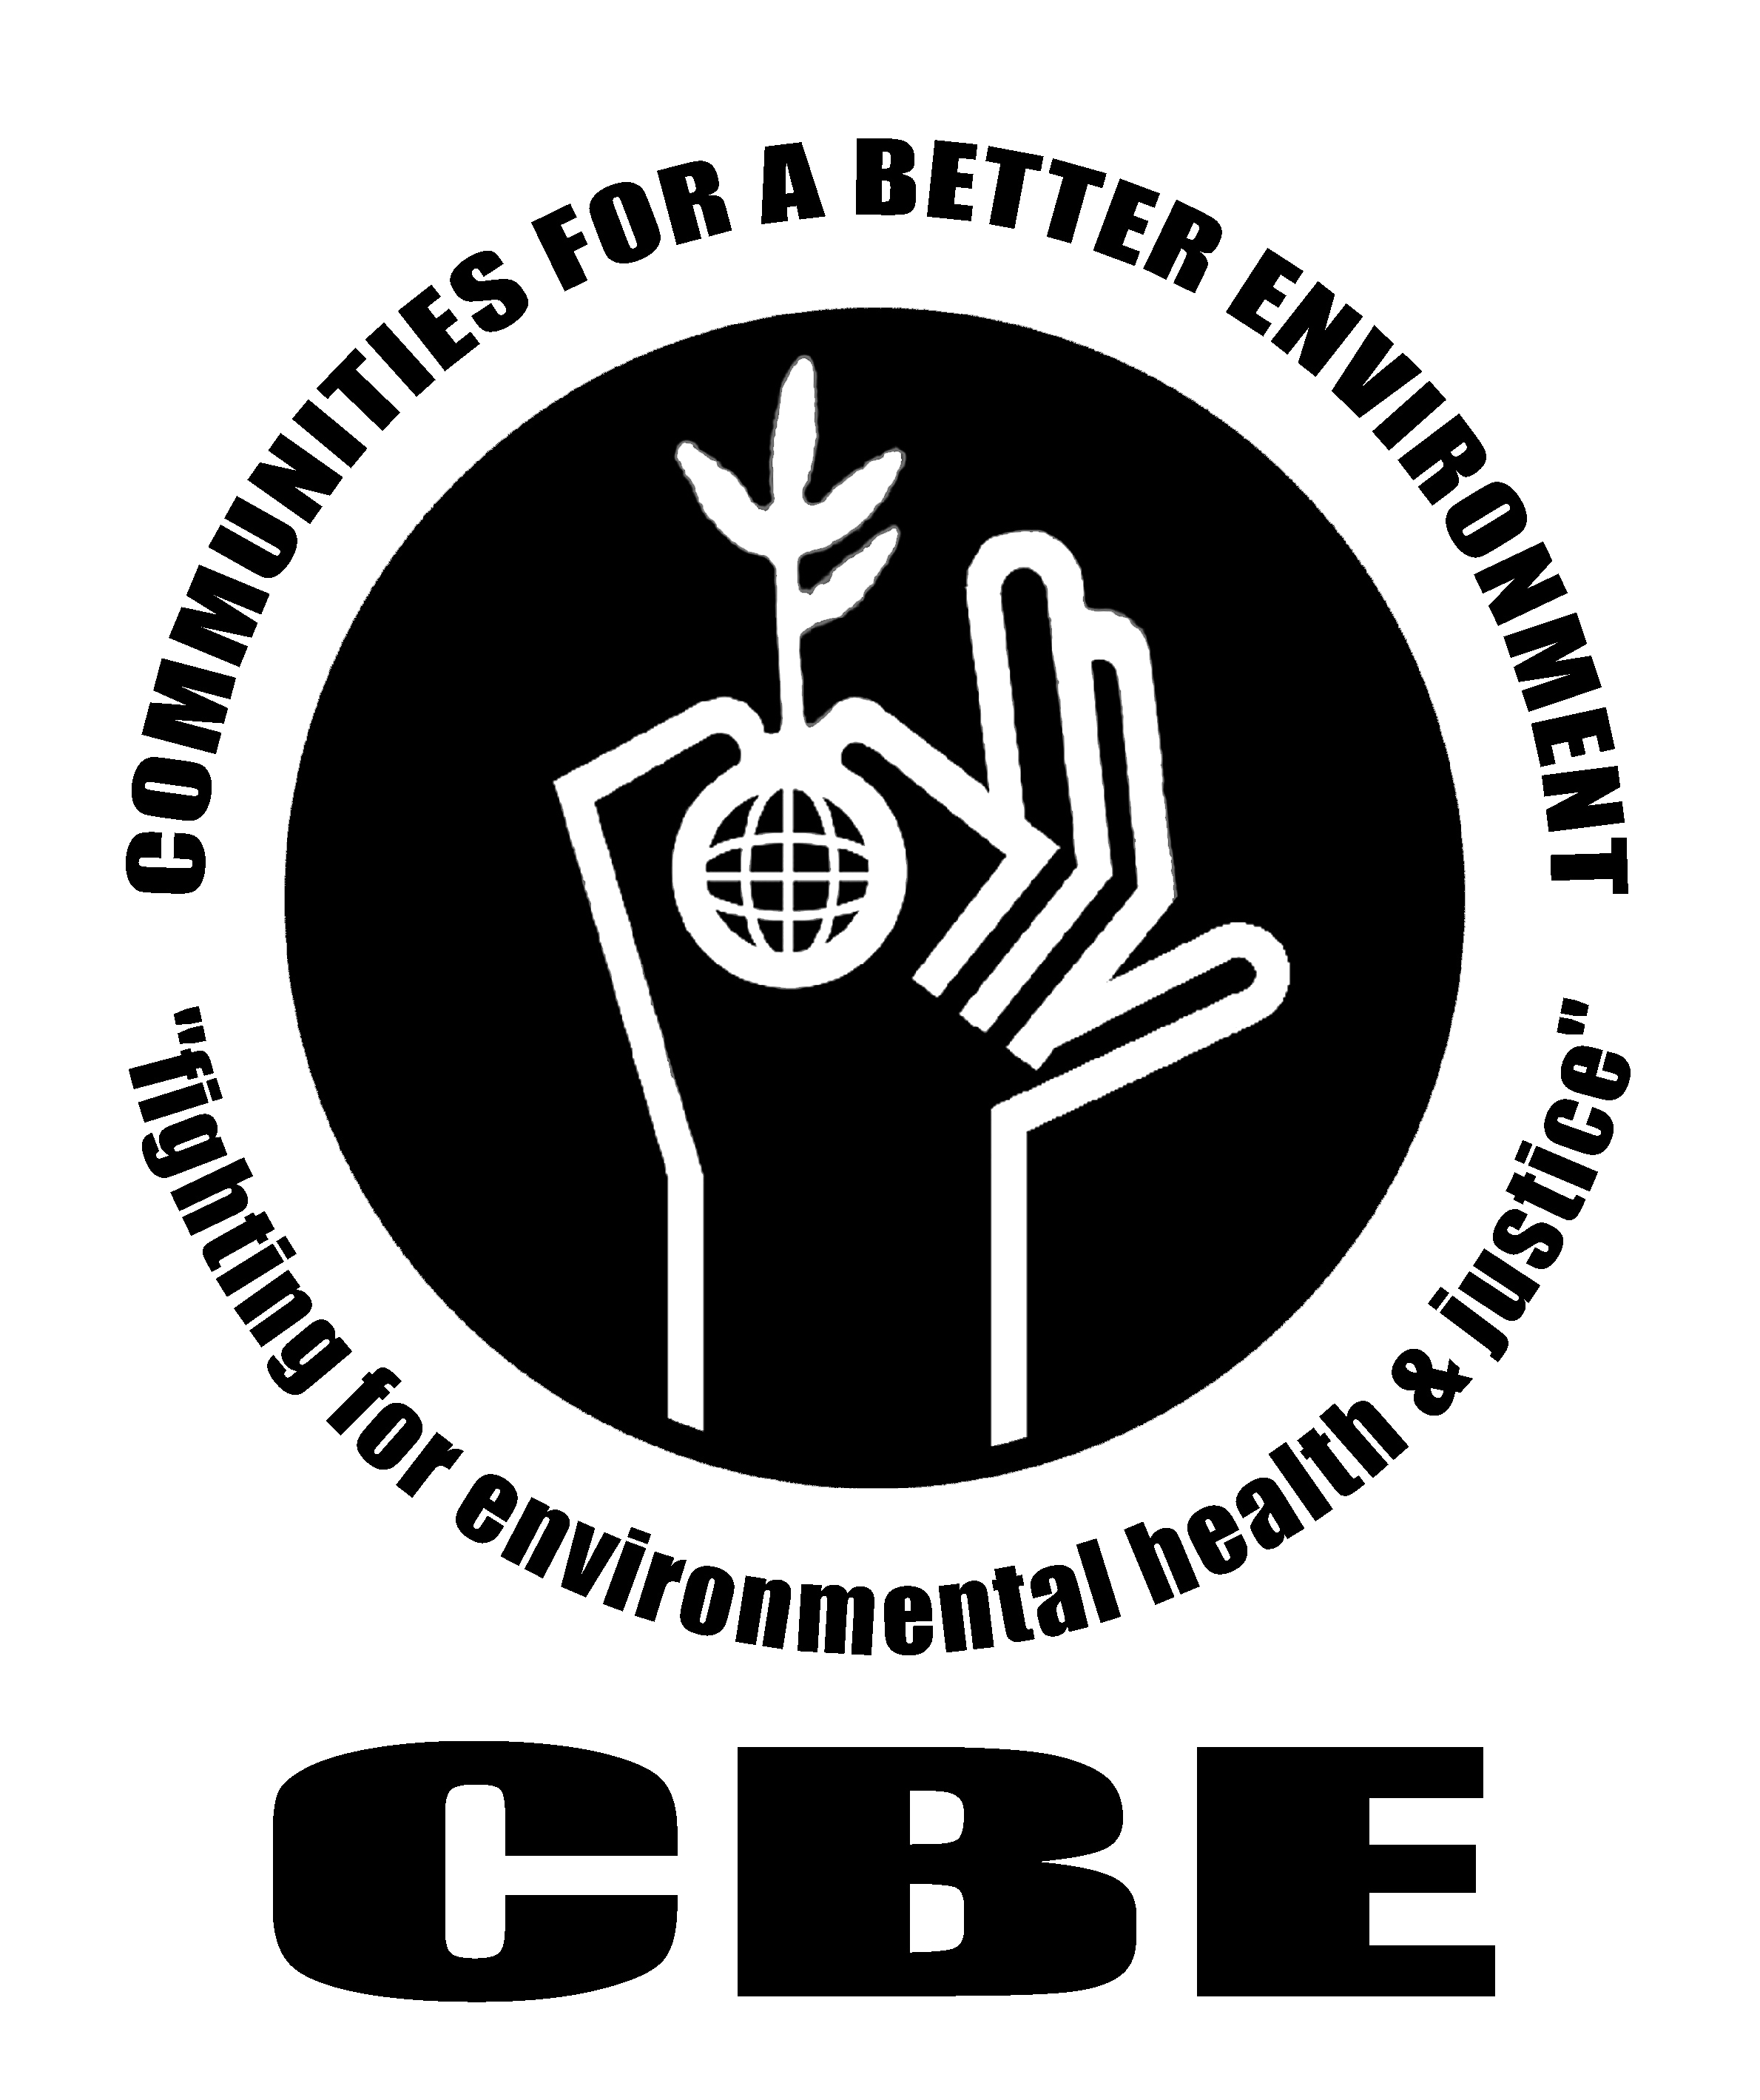 COMMUNITIES FOR A BETTER ENVIRONMENT
"fighting for environmental health & justice"
CBE